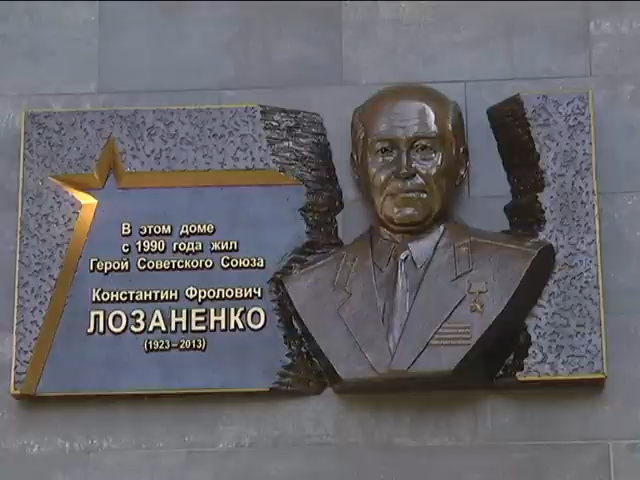 В этом доме
с 1990 года жил
Герой Советского Союза
Константин Фролович
ЛОЗАНЕНКО
(1923–2013)